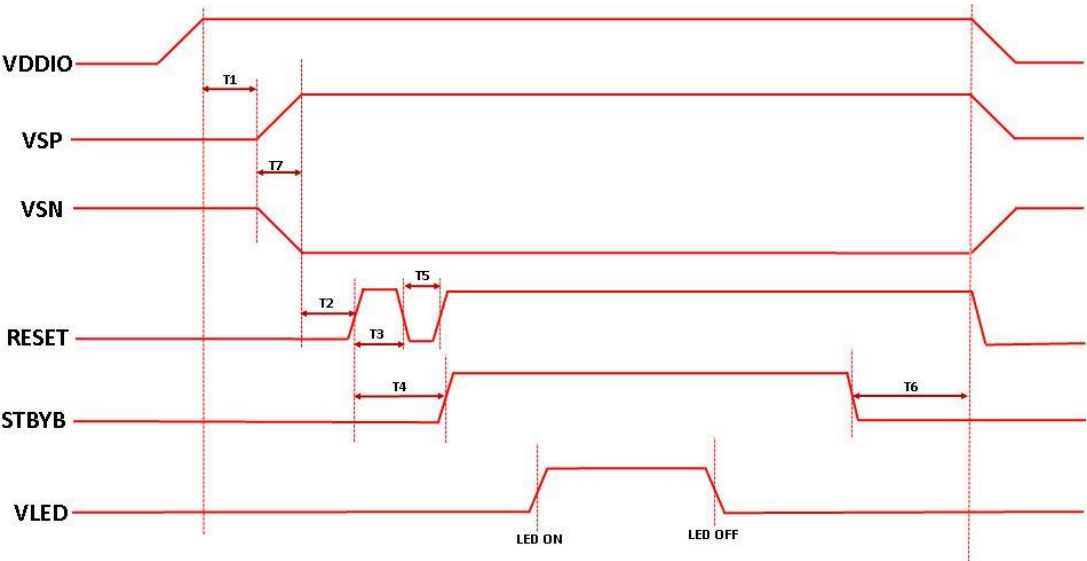 VDDIO
T1
VSP
T7
VSN
T5
T2
RESET
T3
T4
T6
STBYB
VLED
LED ON
LED OFF